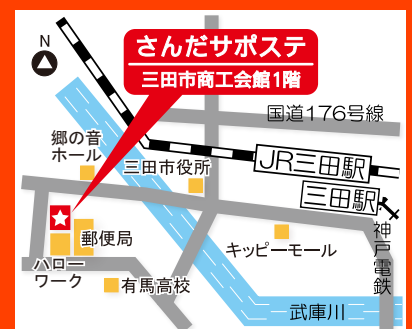 N
さんだサポステ
三田市商工会館1階
国道176号線
郷の音
ホール
三田市役所
JR三田駅
三田駅
神戸電鉄
郵便局
キッピーモール
ハロー
ワーク
有馬高校
武庫川